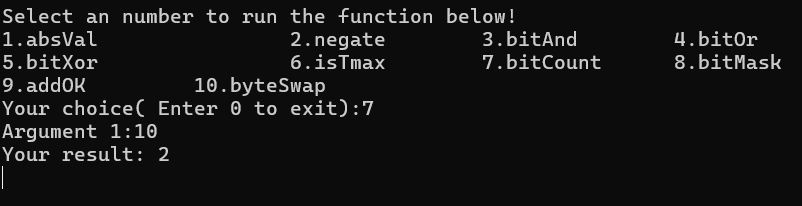 Select an number to run the function below!
1.absVal 2.negate 3.bitAnd 4.bitOr
5.bitXor 6.isTmax 7.bitCount 8.bitMask
9.addOK 10.byteSwap
Your choice( Enter 0 to exit):7
Argument 1:10
Your result: 2